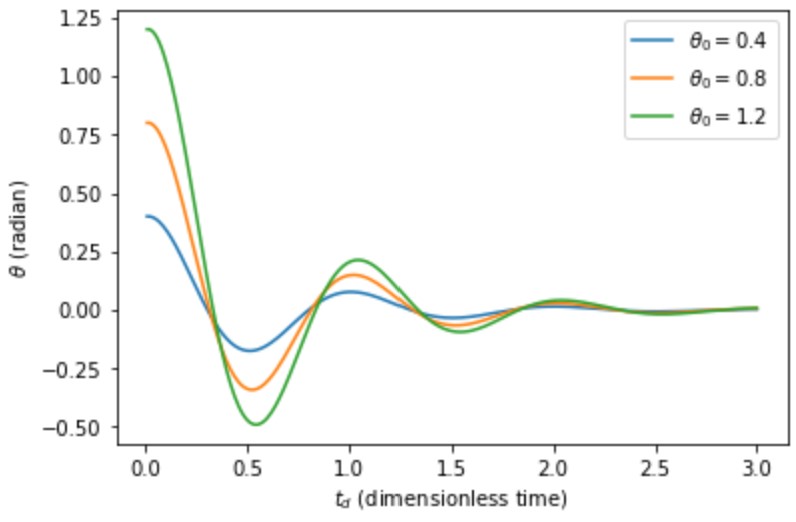 1.25
1.00
0.75
0.50
0.25
0.00
−0.25
−0.50
θ (radian)
θ₀ = 0.4
θ₀ = 0.8
θ₀ = 1.2
0.0 0.5 1.0 1.5 2.0 2.5 3.0
t_d (dimensionless time)